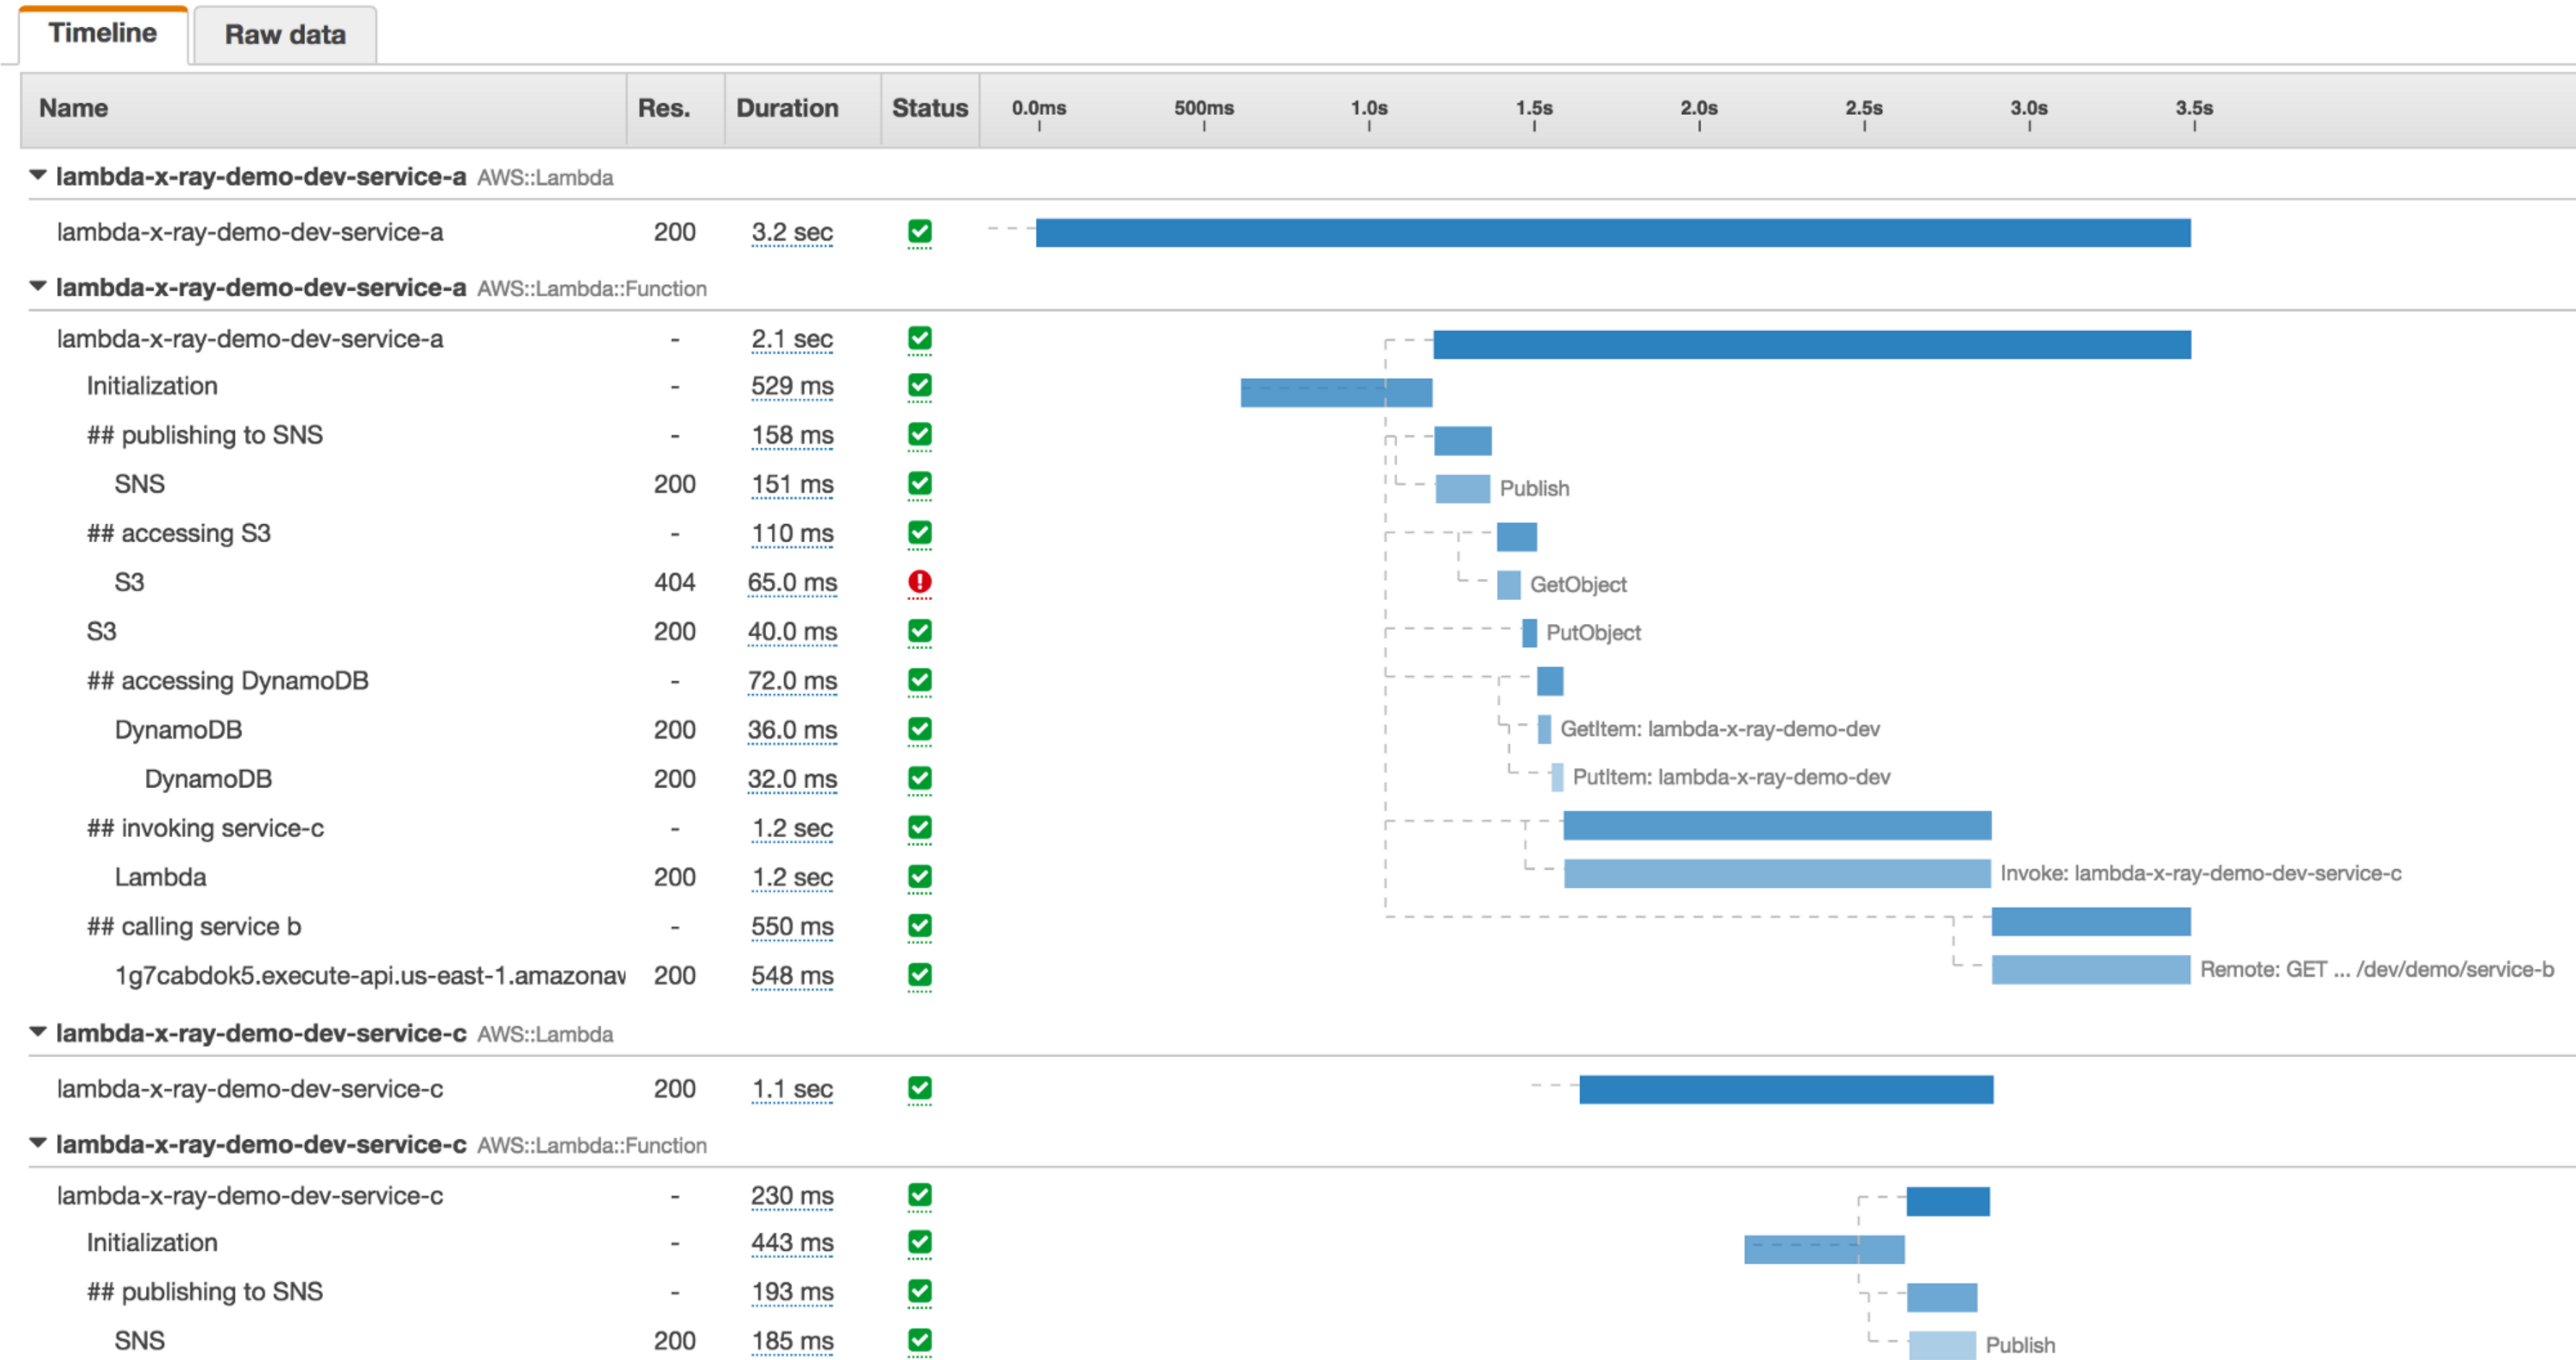 Timeline Raw data
Name Res. Duration Status 0.0ms 500ms 1.0s 1.5s 2.0s 2.5s 3.0s 3.5s
lambda-x-ray-demo-dev-service-a AWS::Lambda
lambda-x-ray-demo-dev-service-a 200 3.2 sec
lambda-x-ray-demo-dev-service-a AWS::Lambda::Function
lambda-x-ray-demo-dev-service-a - 2.1 sec
Initialization - 529 ms
## publishing to SNS - 158 ms
SNS 200 151 ms Publish
## accessing S3 - 110 ms
S3 404 65.0 ms GetObject
S3 200 40.0 ms PutObject
## accessing DynamoDB - 72.0 ms
DynamoDB 200 36.0 ms GetItem: lambda-x-ray-demo-dev
DynamoDB 200 32.0 ms PutItem: lambda-x-ray-demo-dev
## invoking service-c - 1.2 sec
Lambda 200 1.2 sec Invoke: lambda-x-ray-demo-dev-service-c
## calling service b - 550 ms
1g7cabdok5.execute-api.us-east-1.amazonav 200 548 ms Remote: GET ... /dev/demo/service-b
lambda-x-ray-demo-dev-service-c AWS::Lambda
lambda-x-ray-demo-dev-service-c 200 1.1 sec
lambda-x-ray-demo-dev-service-c AWS::Lambda::Function
lambda-x-ray-demo-dev-service-c - 230 ms
Initialization - 443 ms
## publishing to SNS - 193 ms
SNS 200 185 ms Publish